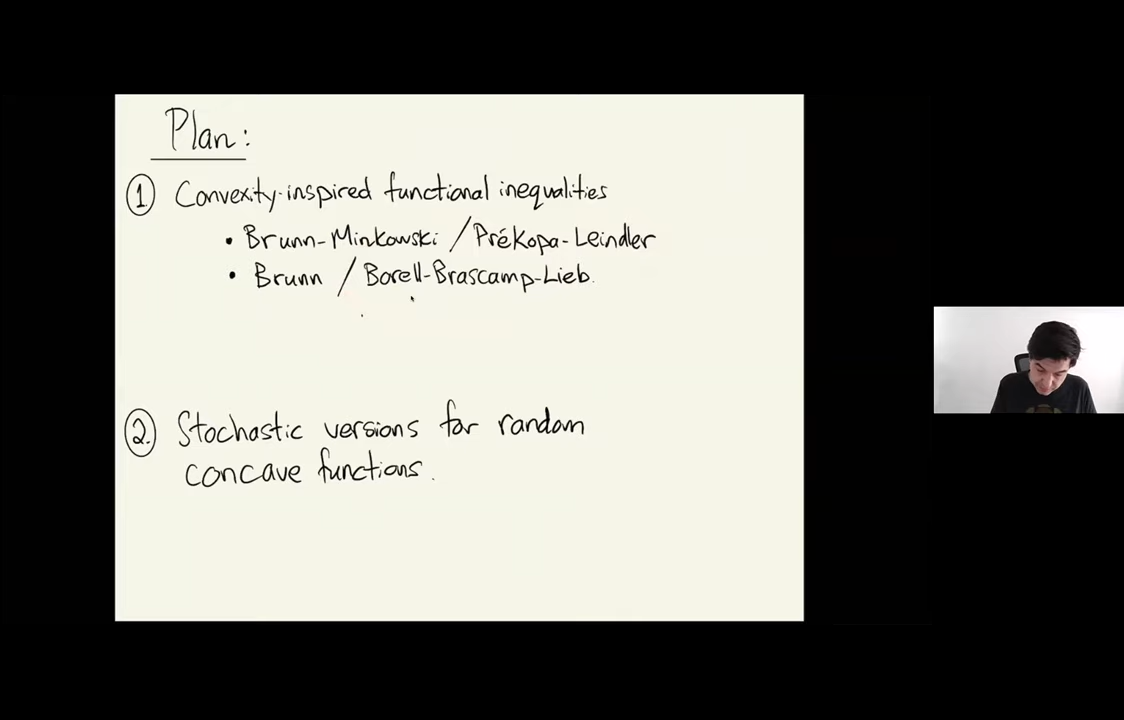 Plan:
1. Convexity-inspired functional inequalities
• Brunn-Minkowski / Prékopa-Leindler
• Brunn / Borell-Brascamp-Lieb.
2. Stochastic versions for random
concave functions.